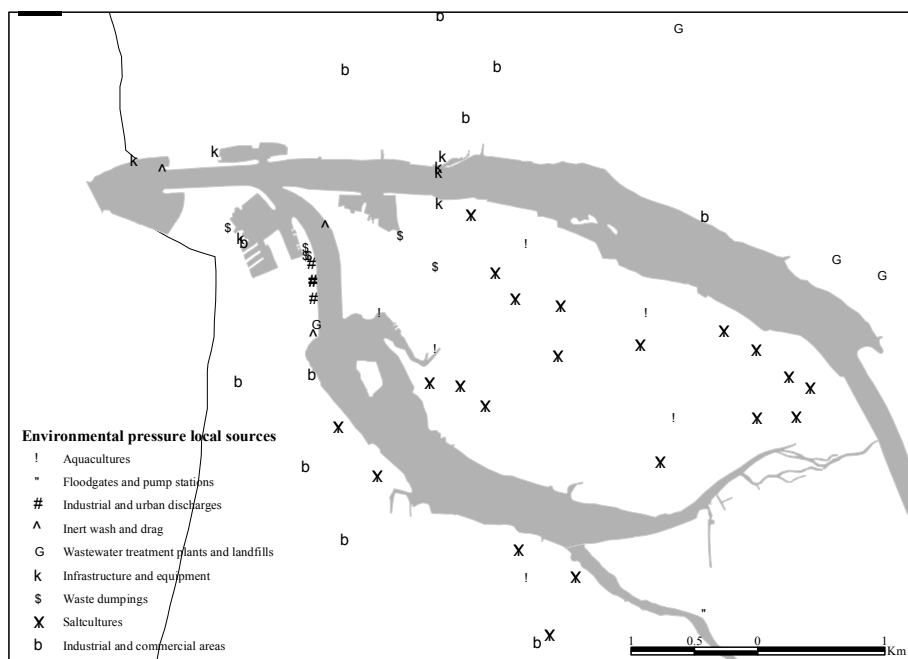 Environmental pressure local sources
! Aquacultures
" Floodgates and pump stations
# Industrial and urban discharges
^ Inert wash and drag
G Wastewater treatment plants and landfills
k Infrastructure and equipment
$ Waste dumpings
X Saltcultures
b Industrial and commercial areas
1 0.5 0 1
Km